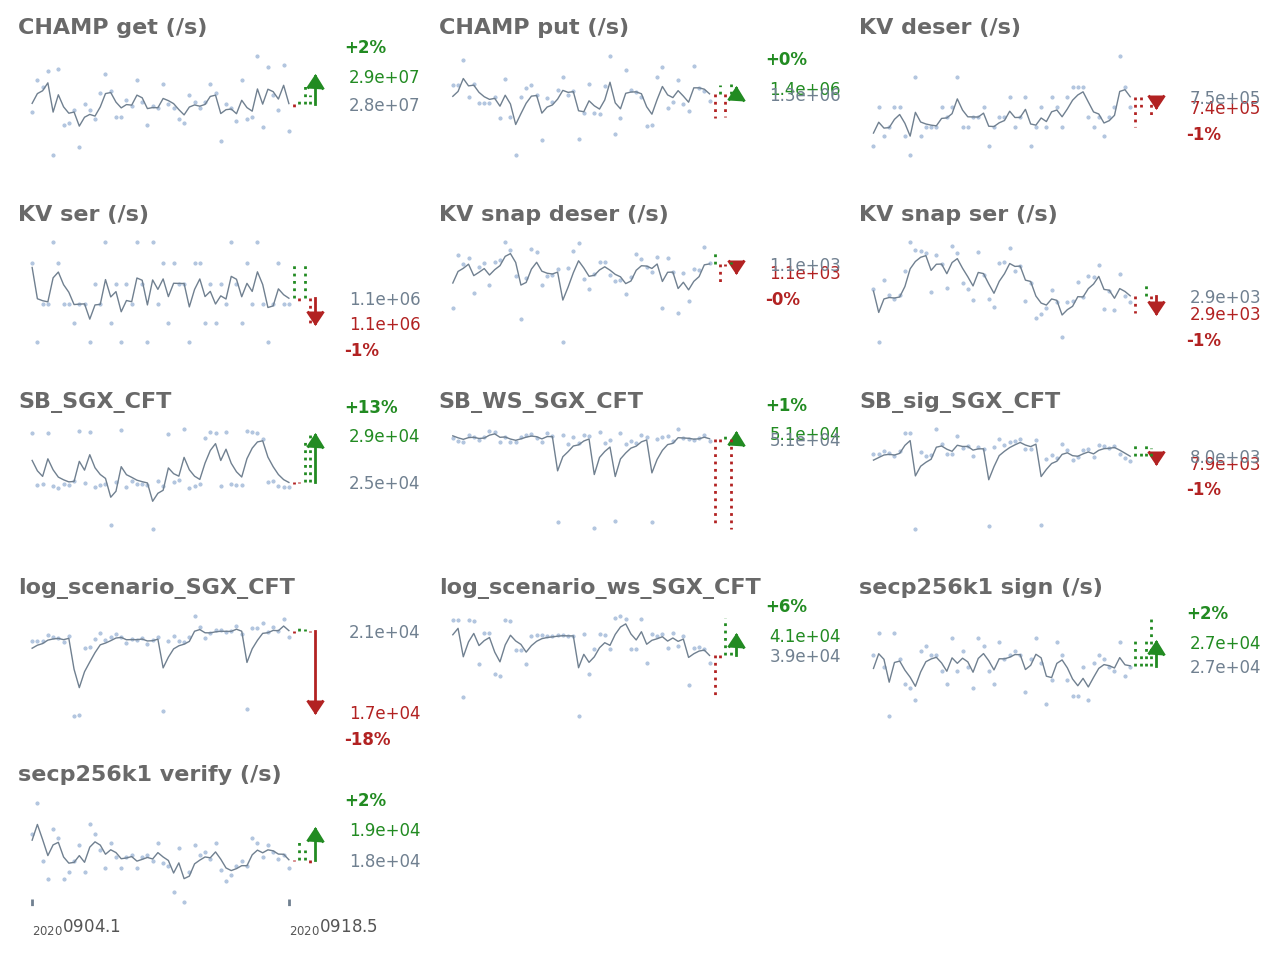 CHAMP get (/s)
+2%
2.9e+07
2.8e+07
CHAMP put (/s)
+0%
1.4e+06
1.3e+06
KV deser (/s)
7.5e+05
7.4e+05
-1%
KV ser (/s)
1.1e+06
1.1e+06
-1%
KV snap deser (/s)
1.1e+03
1.1e+03
-0%
KV snap ser (/s)
2.9e+03
2.9e+03
-1%
SB_SGX_CFT
+13%
2.9e+04
2.5e+04
SB_WS_SGX_CFT
+1%
5.1e+04
5.1e+04
SB_sig_SGX_CFT
8.0e+03
7.9e+03
-1%
log_scenario_SGX_CFT
2.1e+04
1.7e+04
-18%
log_scenario_ws_SGX_CFT
+6%
4.1e+04
3.9e+04
secp256k1 sign (/s)
+2%
2.7e+04
2.7e+04
secp256k1 verify (/s)
+2%
1.9e+04
1.8e+04
20200904.1
20200918.5